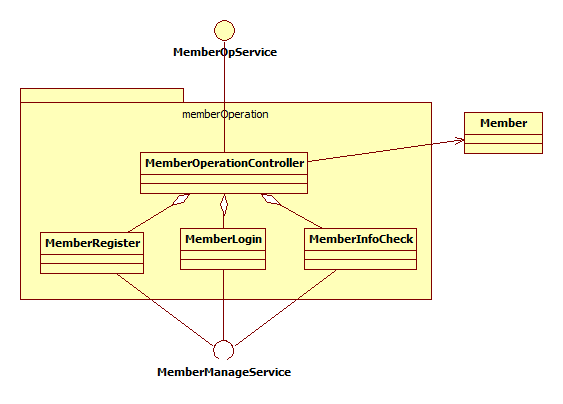 MemberOpService
memberOperation
Member
MemberOperationController
MemberRegister
MemberLogin
MemberInfoCheck
MemberManageService